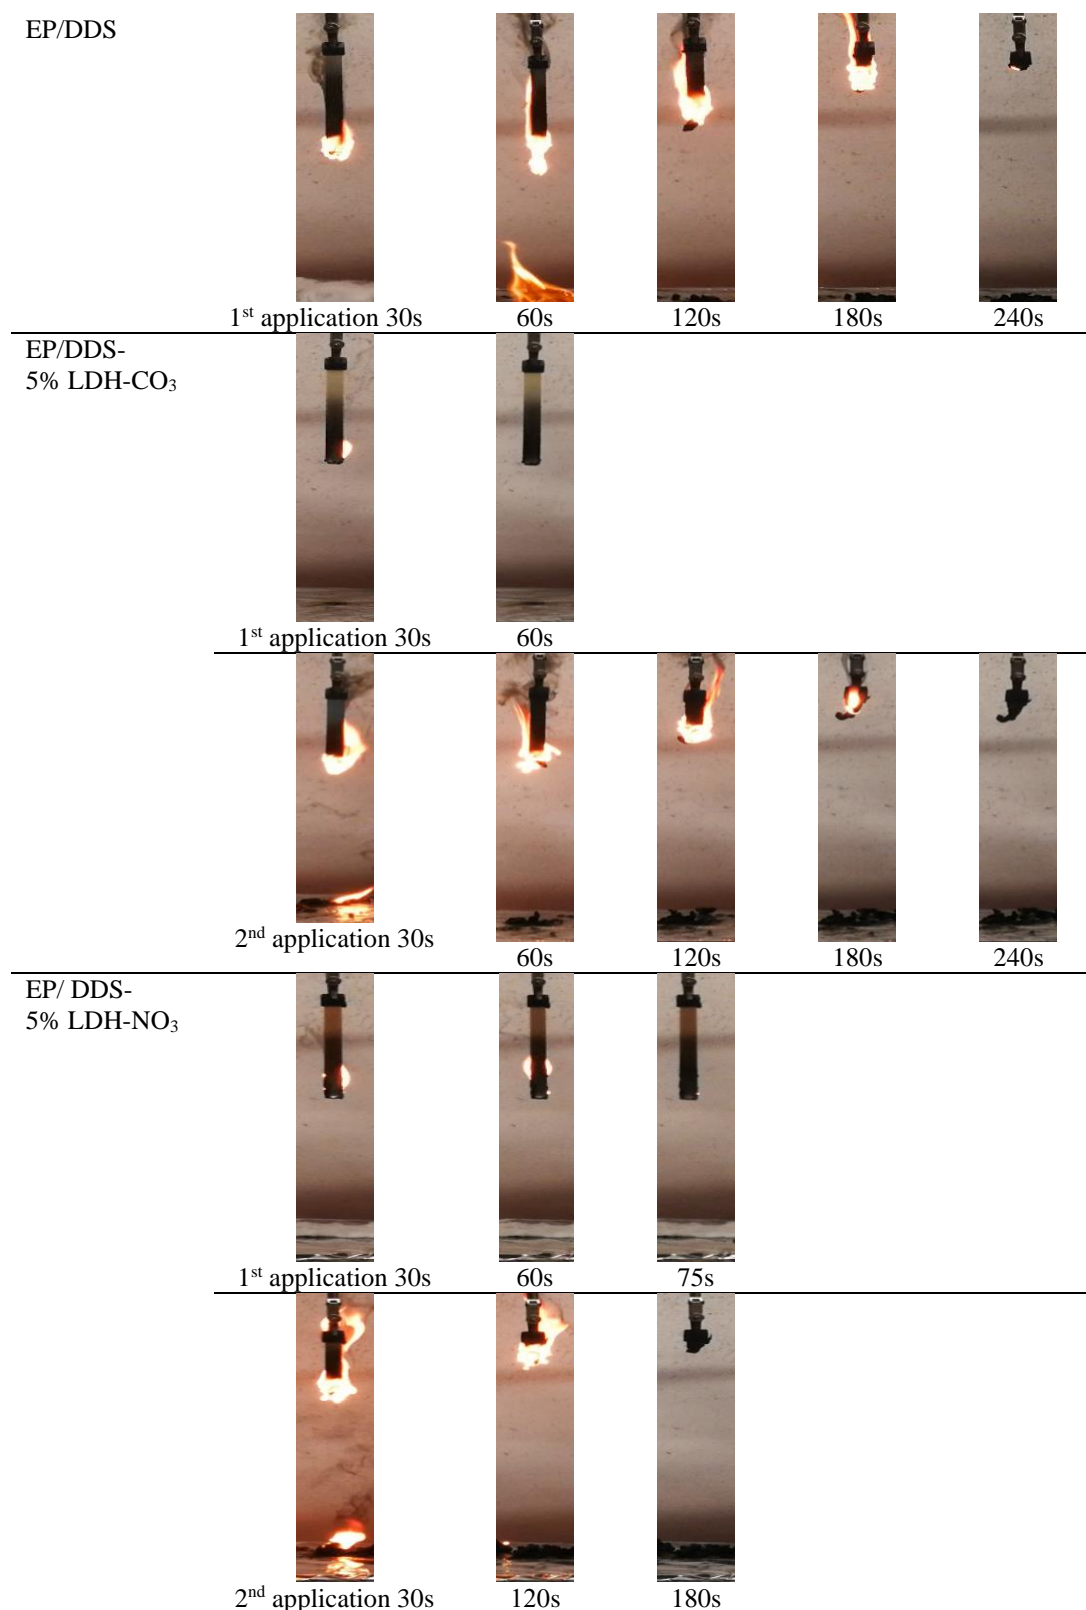 EP/DDS
1st application 30s 60s 120s 180s 240s
EP/DDS-
5% LDH-CO₃
1st application 30s 60s
2nd application 30s
60s 120s 180s 240s
EP/ DDS-
5% LDH-NO₃
1st application 30s 60s 75s
2nd application 30s 120s 180s